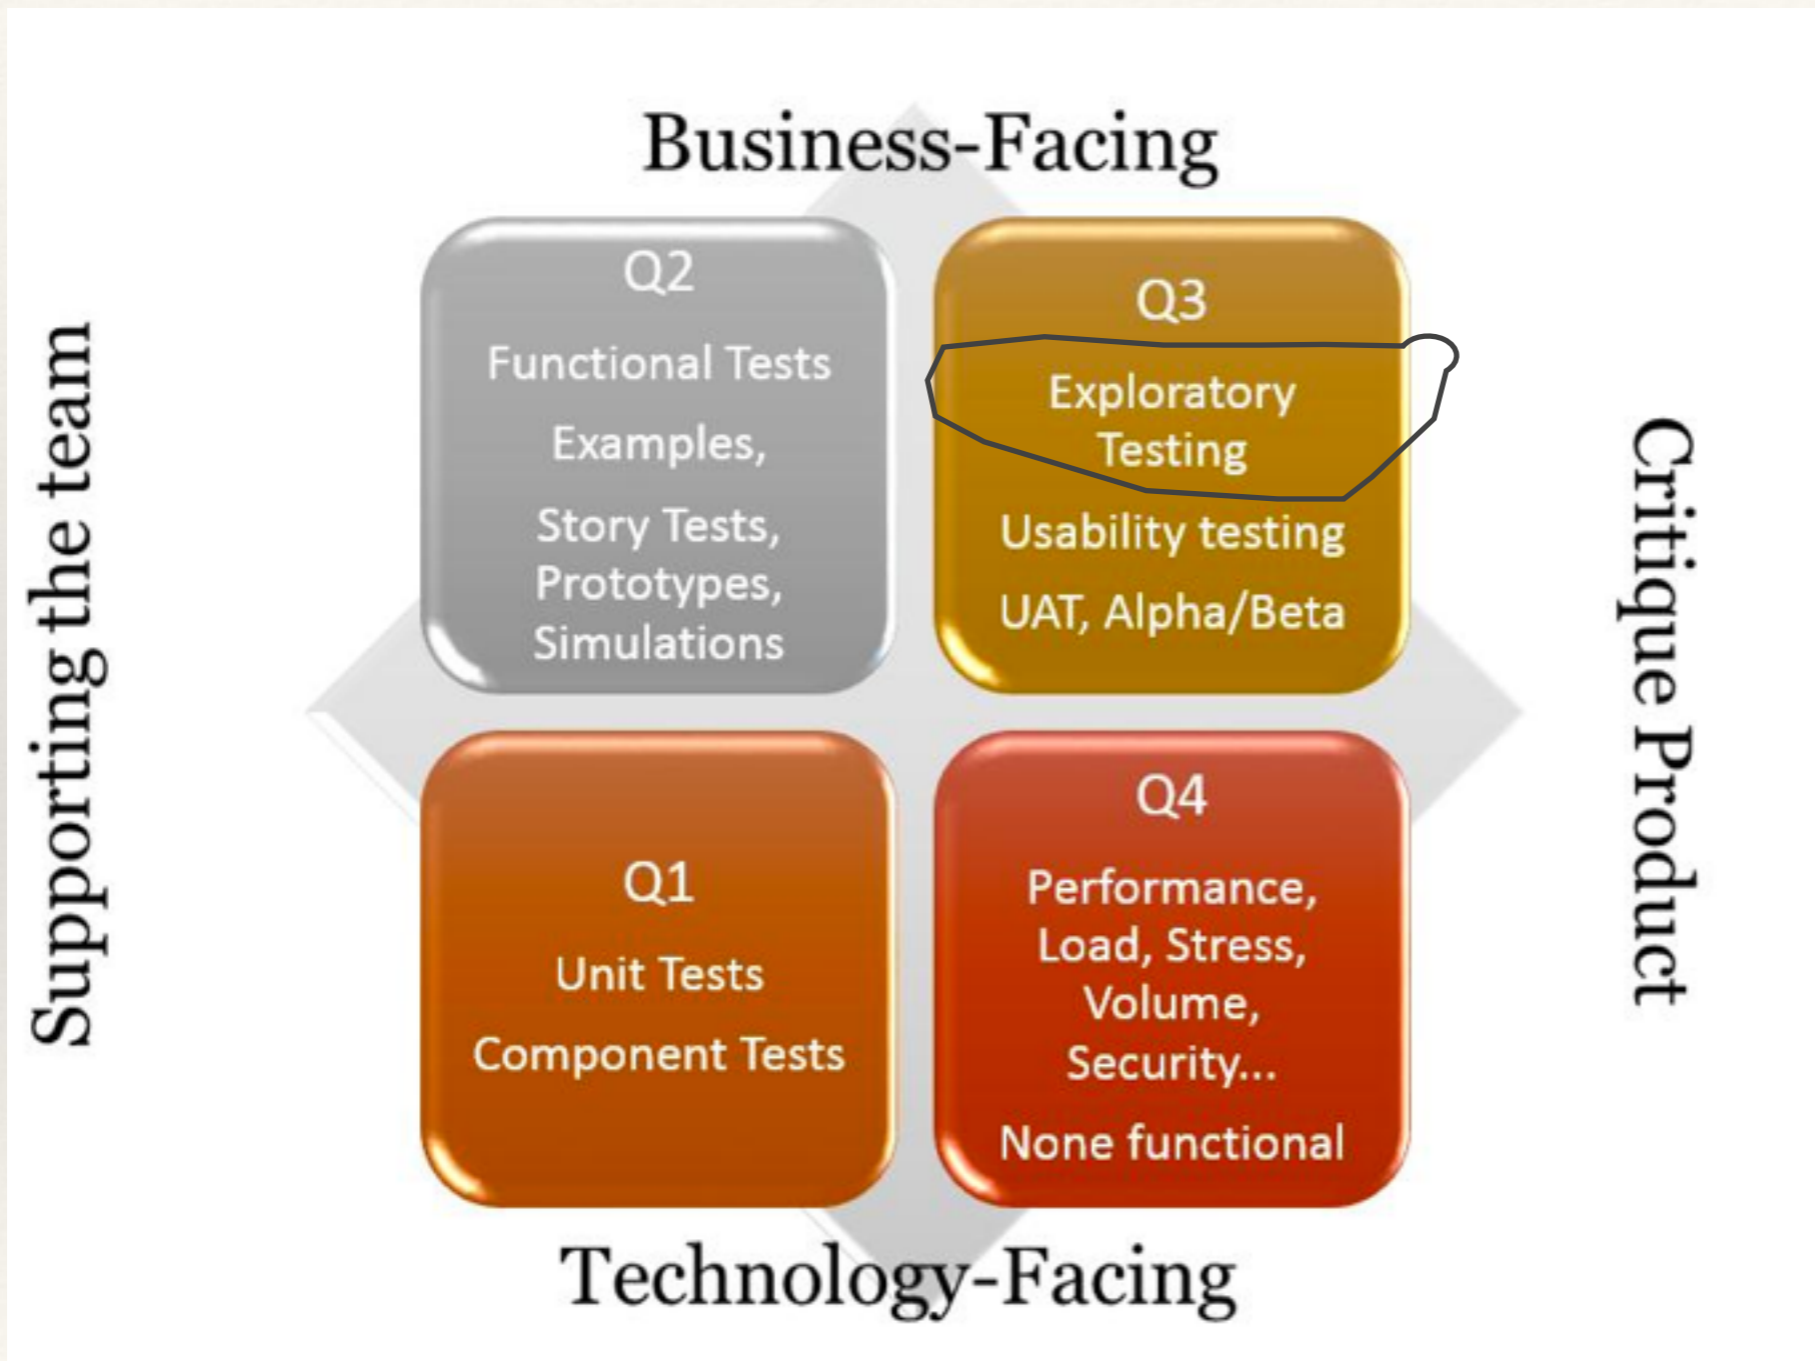 Business-Facing
Supporting the team
Q2
Functional Tests
Examples,
Story Tests,
Prototypes,
Simulations
Q3
Exploratory
Testing
Usability testing
UAT, Alpha/Beta
Critique Product
Q1
Unit Tests
Component Tests
Q4
Performance,
Load, Stress,
Volume,
Security...
None functional
Technology-Facing